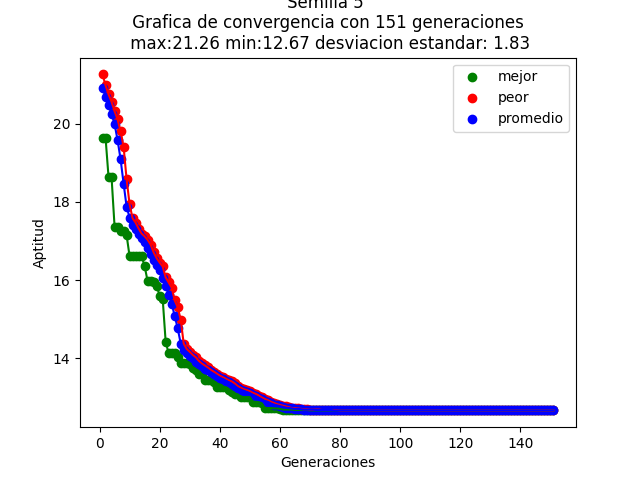 Semilla 5
Grafica de convergencia con 151 generaciones
max:21.26 min:12.67 desviacion estandar: 1.83
mejor
peor
promedio
20
18
16
14
Aptitud
0 20 40 60 80 100 120 140
Generaciones